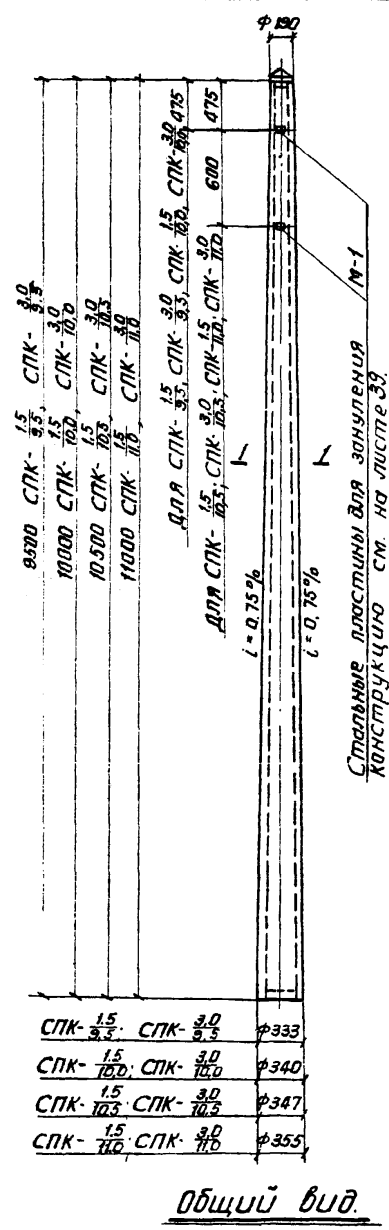 ф190
9500 СПК-1.5/9.5, СПК-3.0/9.5
10000 СПК-1.5/10.0, СПК-3.0/10.0
10500 СПК-1.5/10.5, СПК-3.0/10.5
11000 СПК-1.5/11.0, СПК-3.0/11.0
ДЛЯ СПК-1.5/9.5, СПК-3.0/9.5, СПК-1.5/10.0, СПК-3.0/10.0,
475
ДЛЯ СПК-1.5/10.5; СПК-3.0/10.5, СПК-1.5/11.0; СПК-3.0/11.0
600
475
М-1
1
1
i = 0,75%
i = 0,75%
Стальные пластины для зануления
конструкцию см. на листе 39.
СПК-1.5/9.5; СПК-3.0/9.5 ф333
СПК-1.5/10.0; СПК-3.0/10.0 ф340
СПК-1.5/10.5 СПК-3.0/10.5 ф347
СПК-1.5/11.0 СПК-3.0/11.0 ф355
Общий вид.